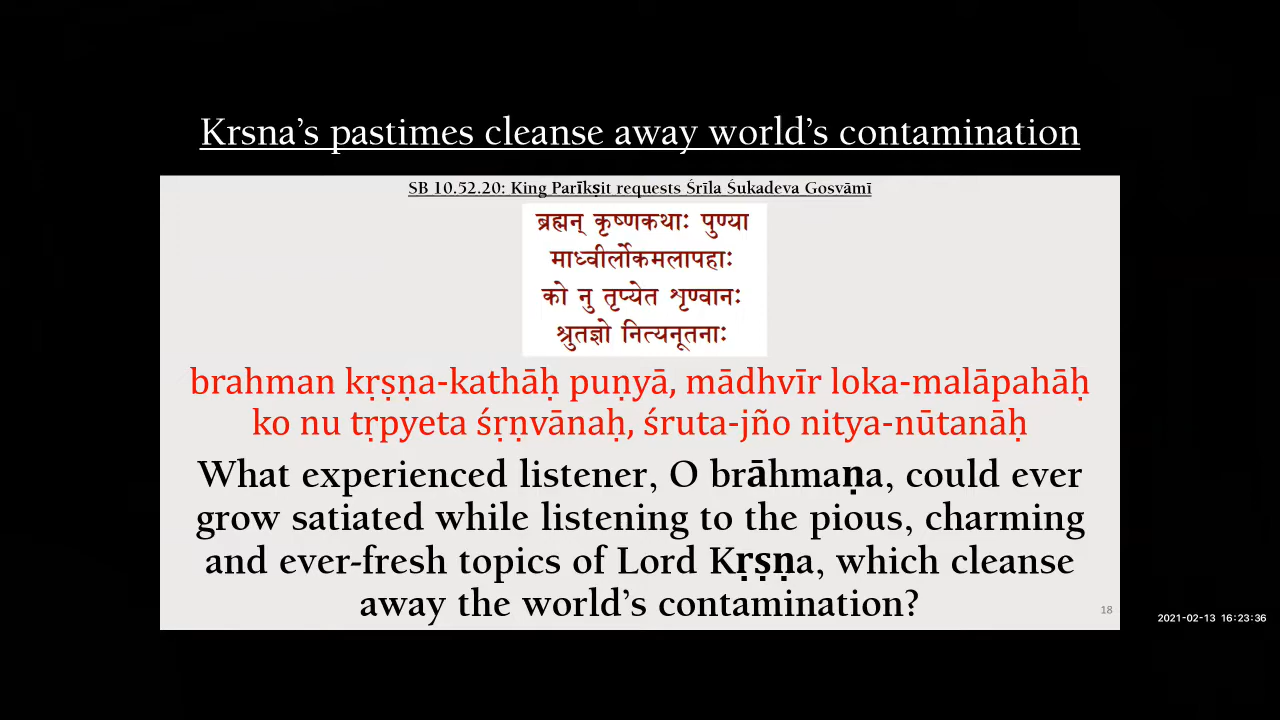 Krsna's pastimes cleanse away world's contamination
SB 10.52.20: King Parīkṣit requests Śrīla Śukadeva Gosvāmī
ब्रह्मन् कृष्णकथाः पुण्या
माध्वीर्लोकमलापहाः
को नु तृप्येत शृण्वानः
श्रुतज्ञो नित्यनूतनाः
brahman kṛṣṇa-kathāḥ puṇyā, mādhvīr loka-malāpahāḥ
ko nu tṛpyeta śṛṇvānaḥ, śruta-jño nitya-nūtanāḥ
What experienced listener, O brāhmaṇa, could ever
grow satiated while listening to the pious, charming
and ever-fresh topics of Lord Kṛṣṇa, which cleanse
away the world's contamination?
18
2021-02-13 16:23:36